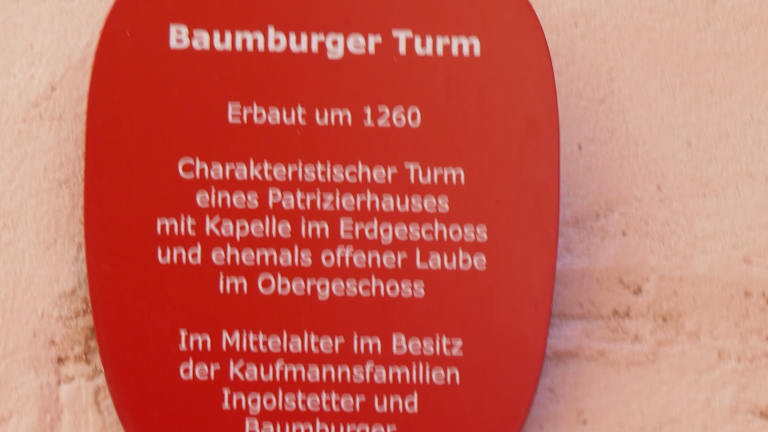 Baumburger Turm
Erbaut um 1260
Charakteristischer Turm
eines Patrizierhauses
mit Kapelle im Erdgeschoss
und ehemals offener Laube
im Obergeschoss
Im Mittelalter im Besitz
der Kaufmannsfamilien
Ingolstetter und
Baumburger